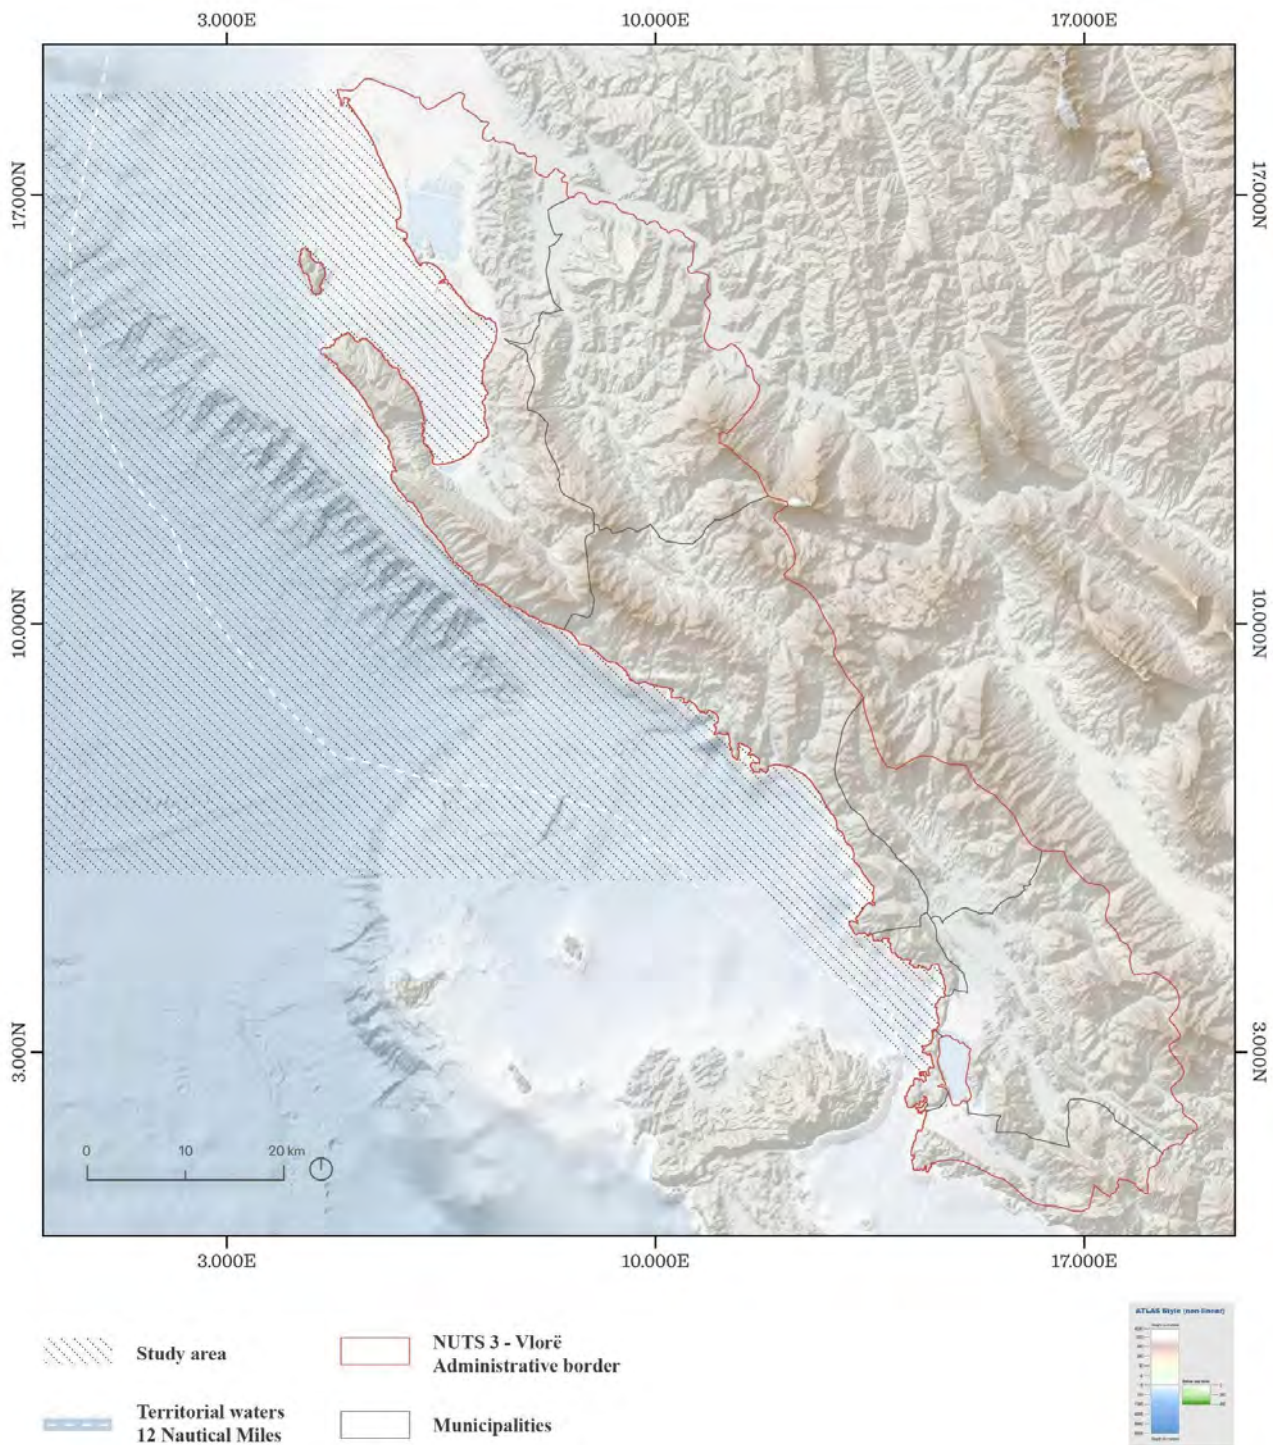 3.000E
10.000E
17.000E
17.000N
17.000N
10.000N
10.000N
3.000N
3.000N
0
10
20 km
3.000E
10.000E
17.000E
Study area
NUTS 3 - Vlorë
Administrative border
Territorial waters
12 Nautical Miles
Municipalities
ATLAS Style (non-linear)